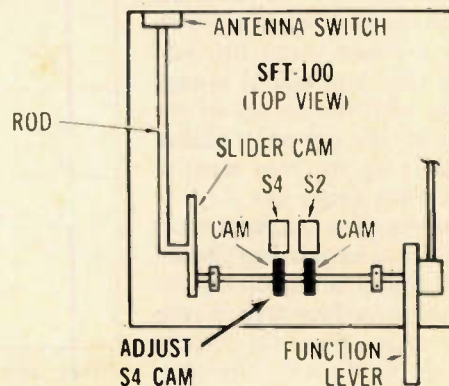 ANTENNA SWITCH
SFT-100
(TOP VIEW)
ROD
SLIDER CAM
S4 S2
CAM CAM
ADJUST
S4 CAM
FUNCTION
LEVER